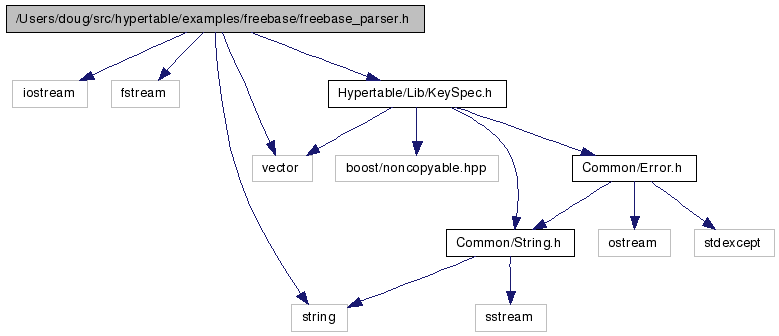 /Users/doug/src/hypertable/examples/freebase/freebase_parser.h
iostream
fstream
Hypertable/Lib/KeySpec.h
vector
boost/noncopyable.hpp
Common/Error.h
Common/String.h
ostream
stdexcept
string
sstream